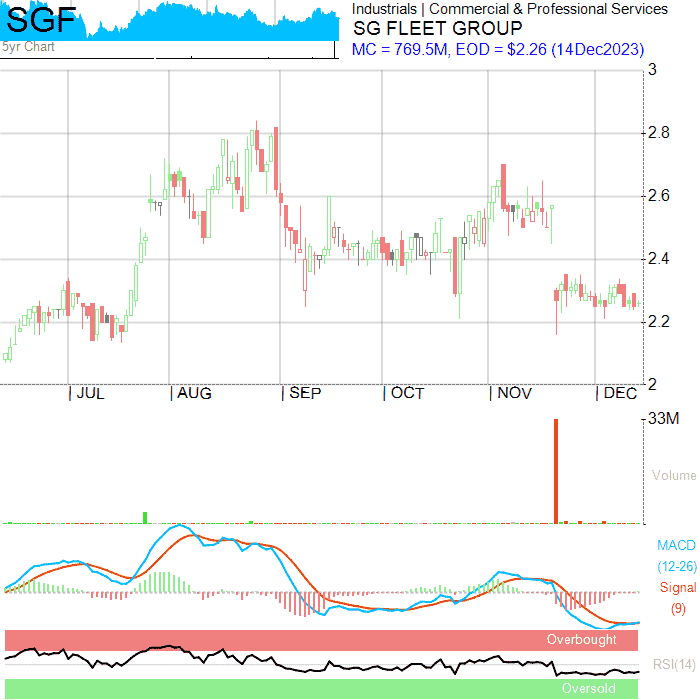 SGF
5yr Chart
Industrials | Commercial & Professional Services
SG FLEET GROUP
MC = 769.5M, EOD = $2.26 (14Dec2023)
3
2.8
2.6
2.4
2.2
2
JUL AUG SEP OCT NOV DEC
33M
Volume
MACD
(12-26)
Signal
(9)
Overbought
RSI(14)
Oversold